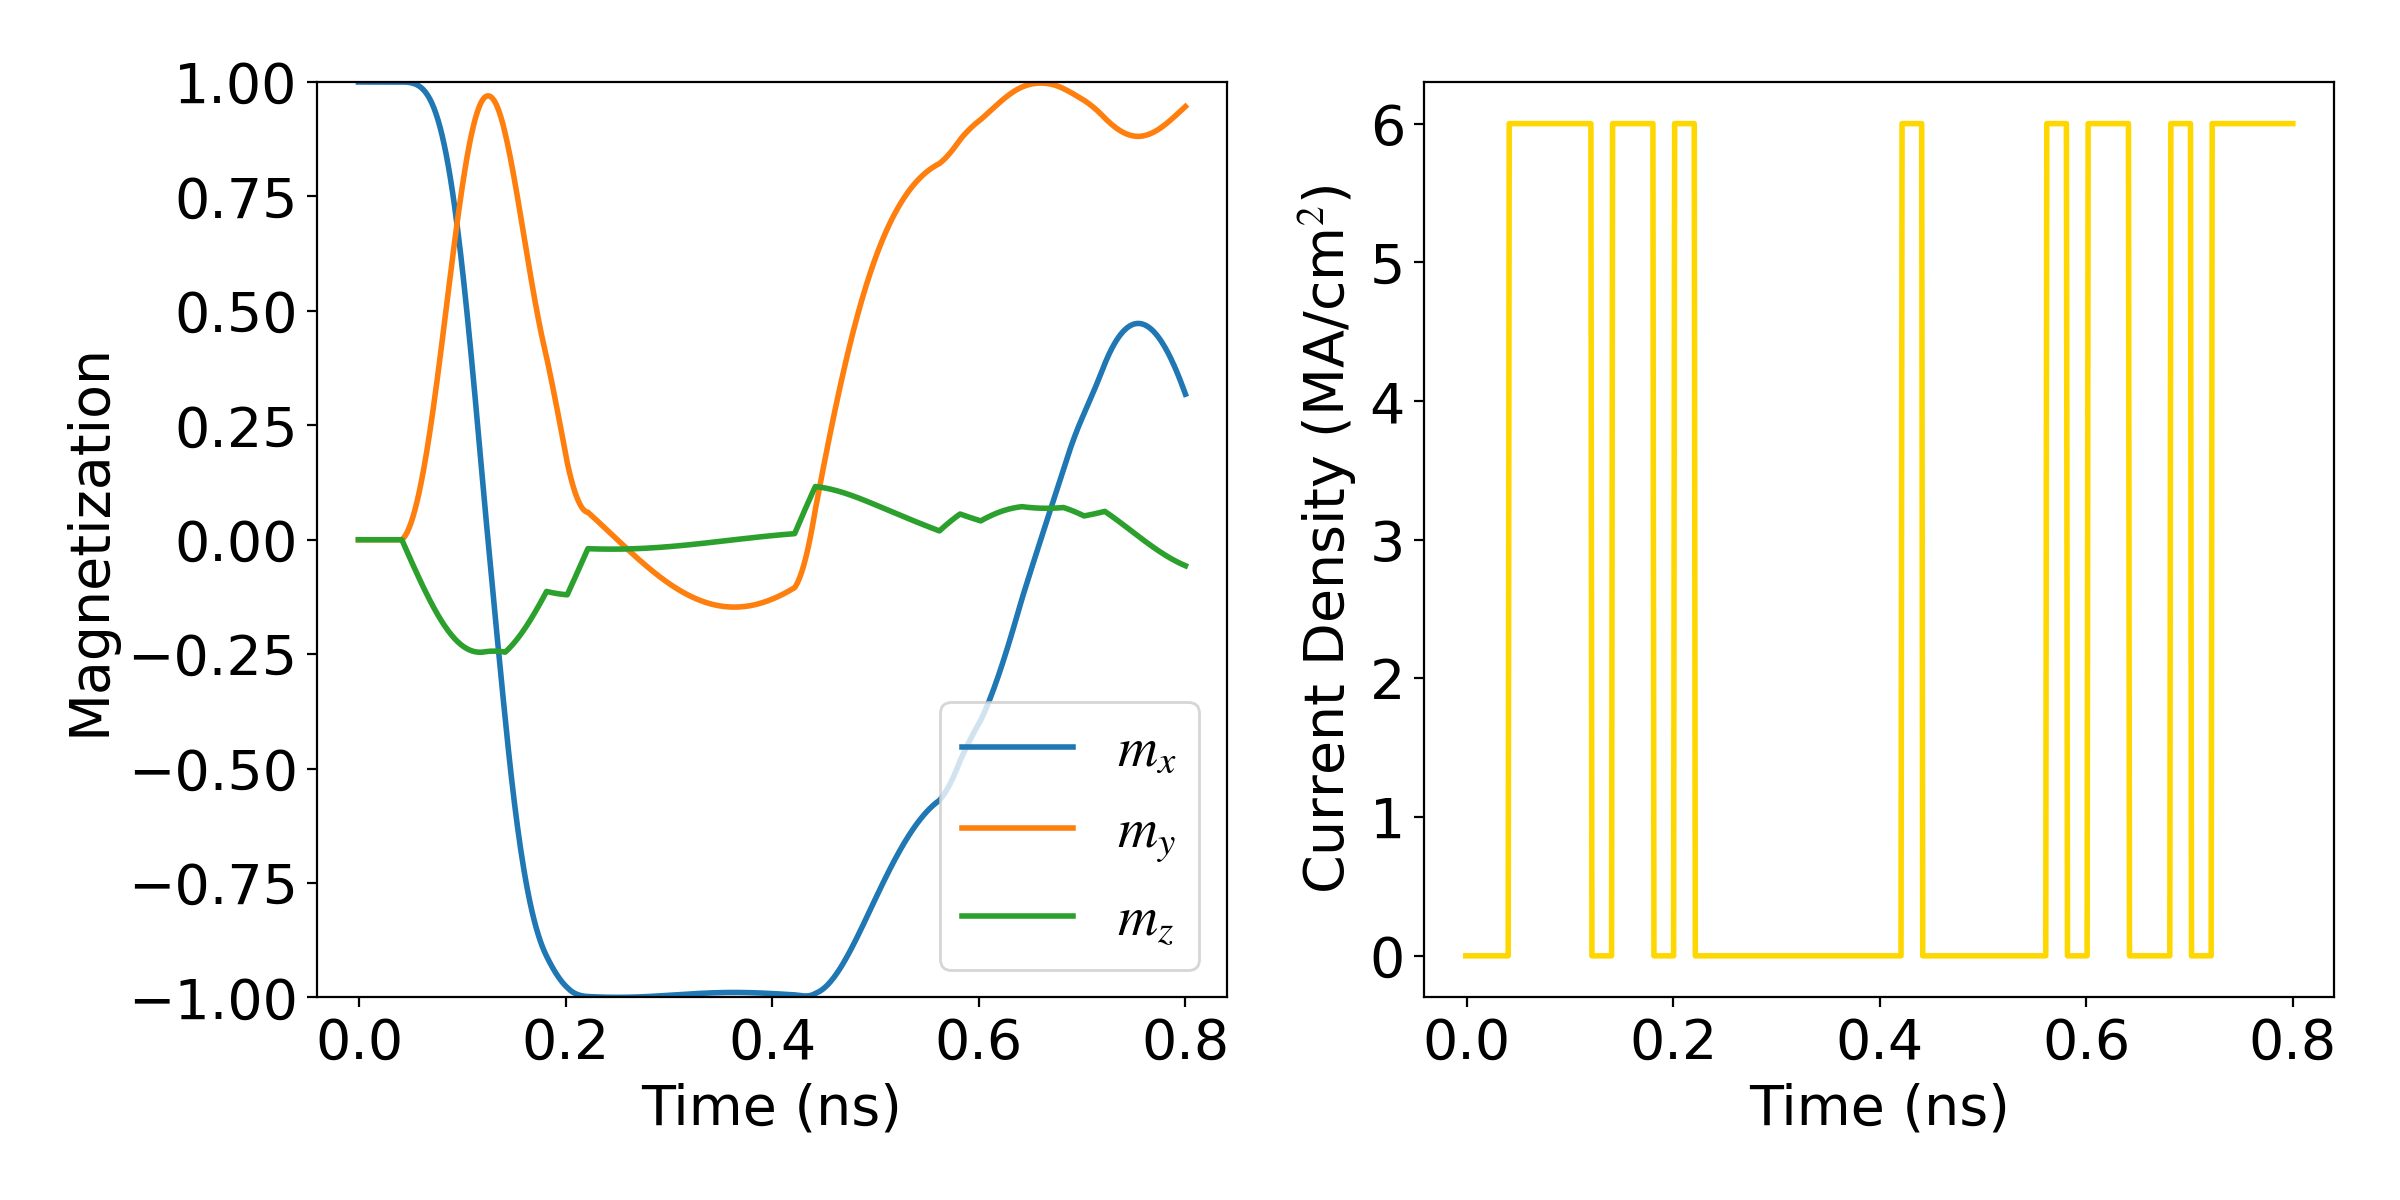 Magnetization
1.00
0.75
0.50
0.25
0.00
−0.25
−0.50
−0.75
−1.00
0.0 0.2 0.4 0.6 0.8
Time (ns)
m_x
m_y
m_z
Current Density (MA/cm²)
6
5
4
3
2
1
0
0.0 0.2 0.4 0.6 0.8
Time (ns)